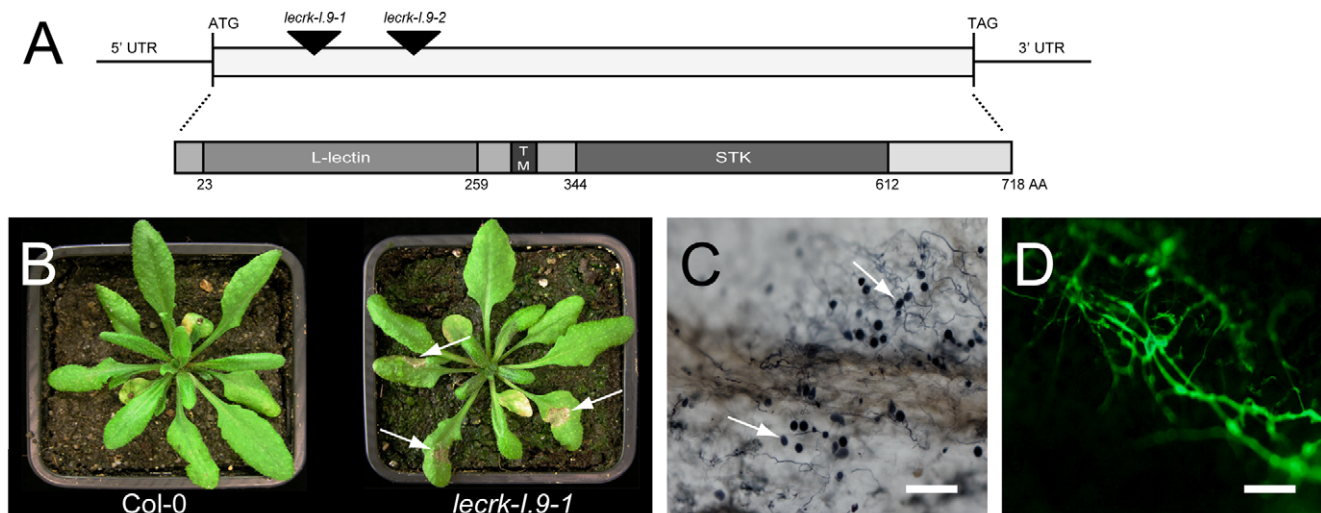 A
lecrk-I.9-1 lecrk-I.9-2
ATG TAG
5' UTR 3' UTR
L-lectin T M STK
23 259 344 612 718 AA
B C D
Col-0 lecrk-I.9-1